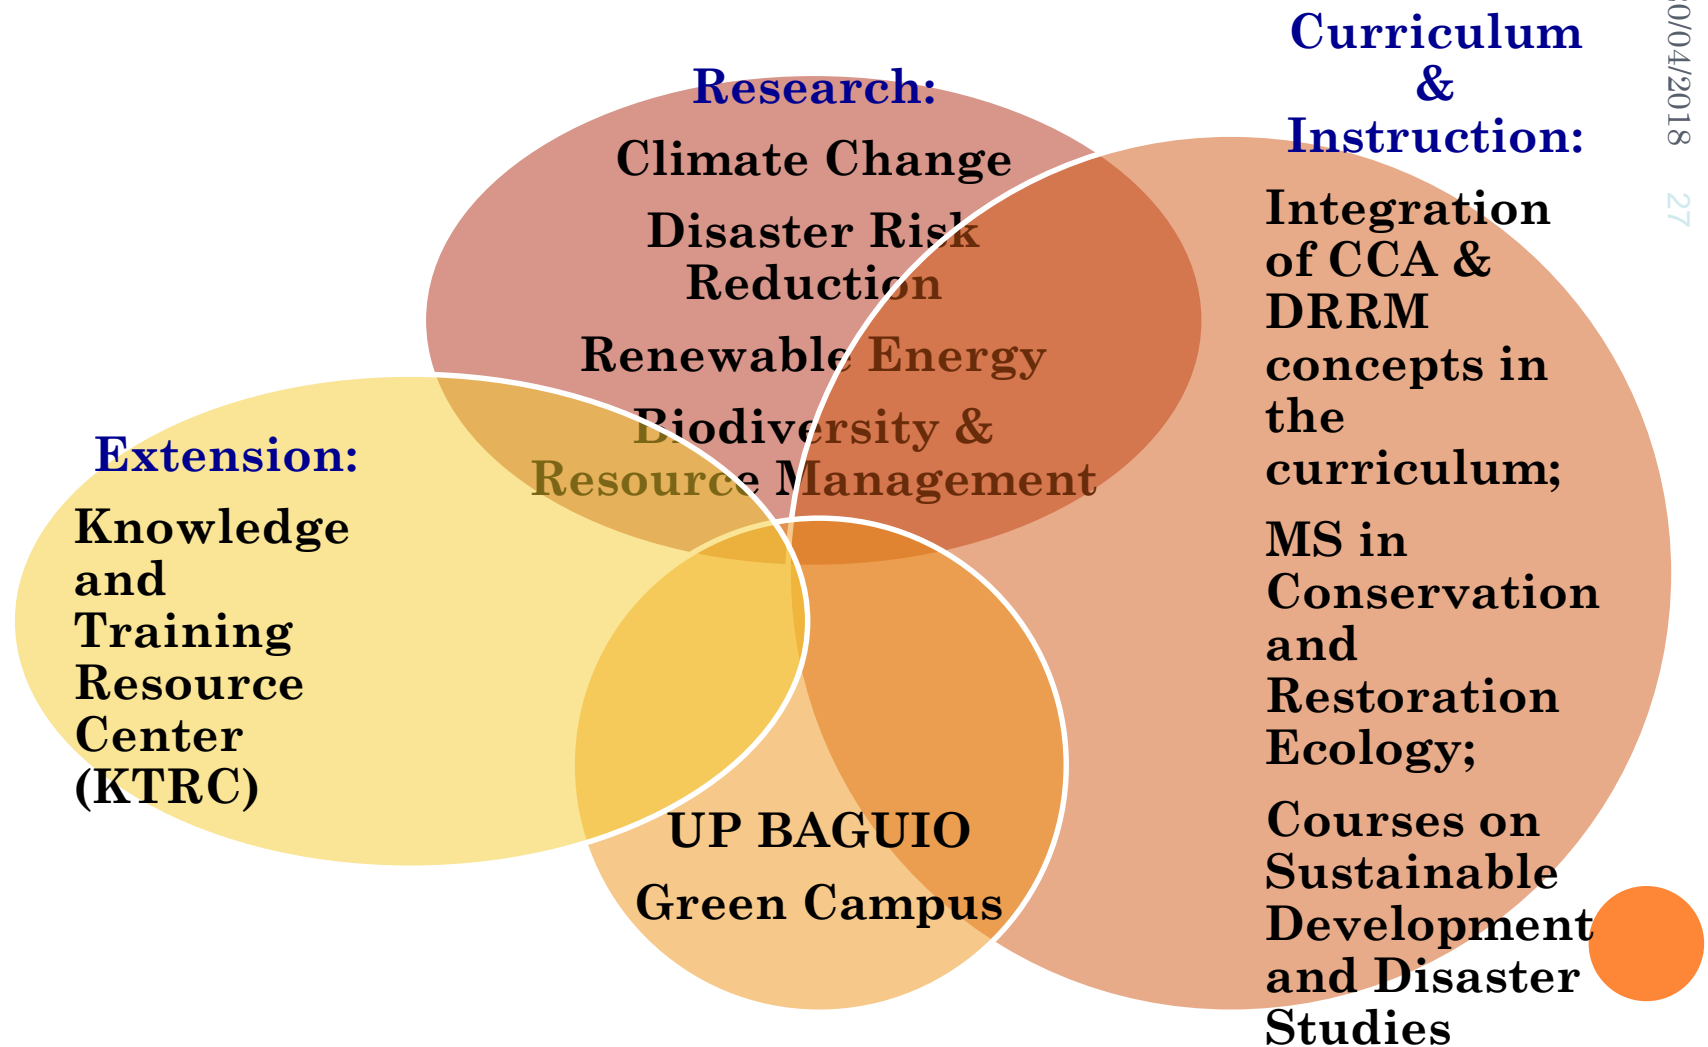 Research:
Climate Change
Disaster Risk
Reduction
Renewable Energy
Biodiversity &
Resource Management
Curriculum
&
Instruction:
Integration
of CCA &
DRRM
concepts in
the
curriculum;
MS in
Conservation
and
Restoration
Ecology;
Courses on
Sustainable
Development
and Disaster
Studies
Extension:
Knowledge
and
Training
Resource
Center
(KTRC)
UP BAGUIO
Green Campus
27